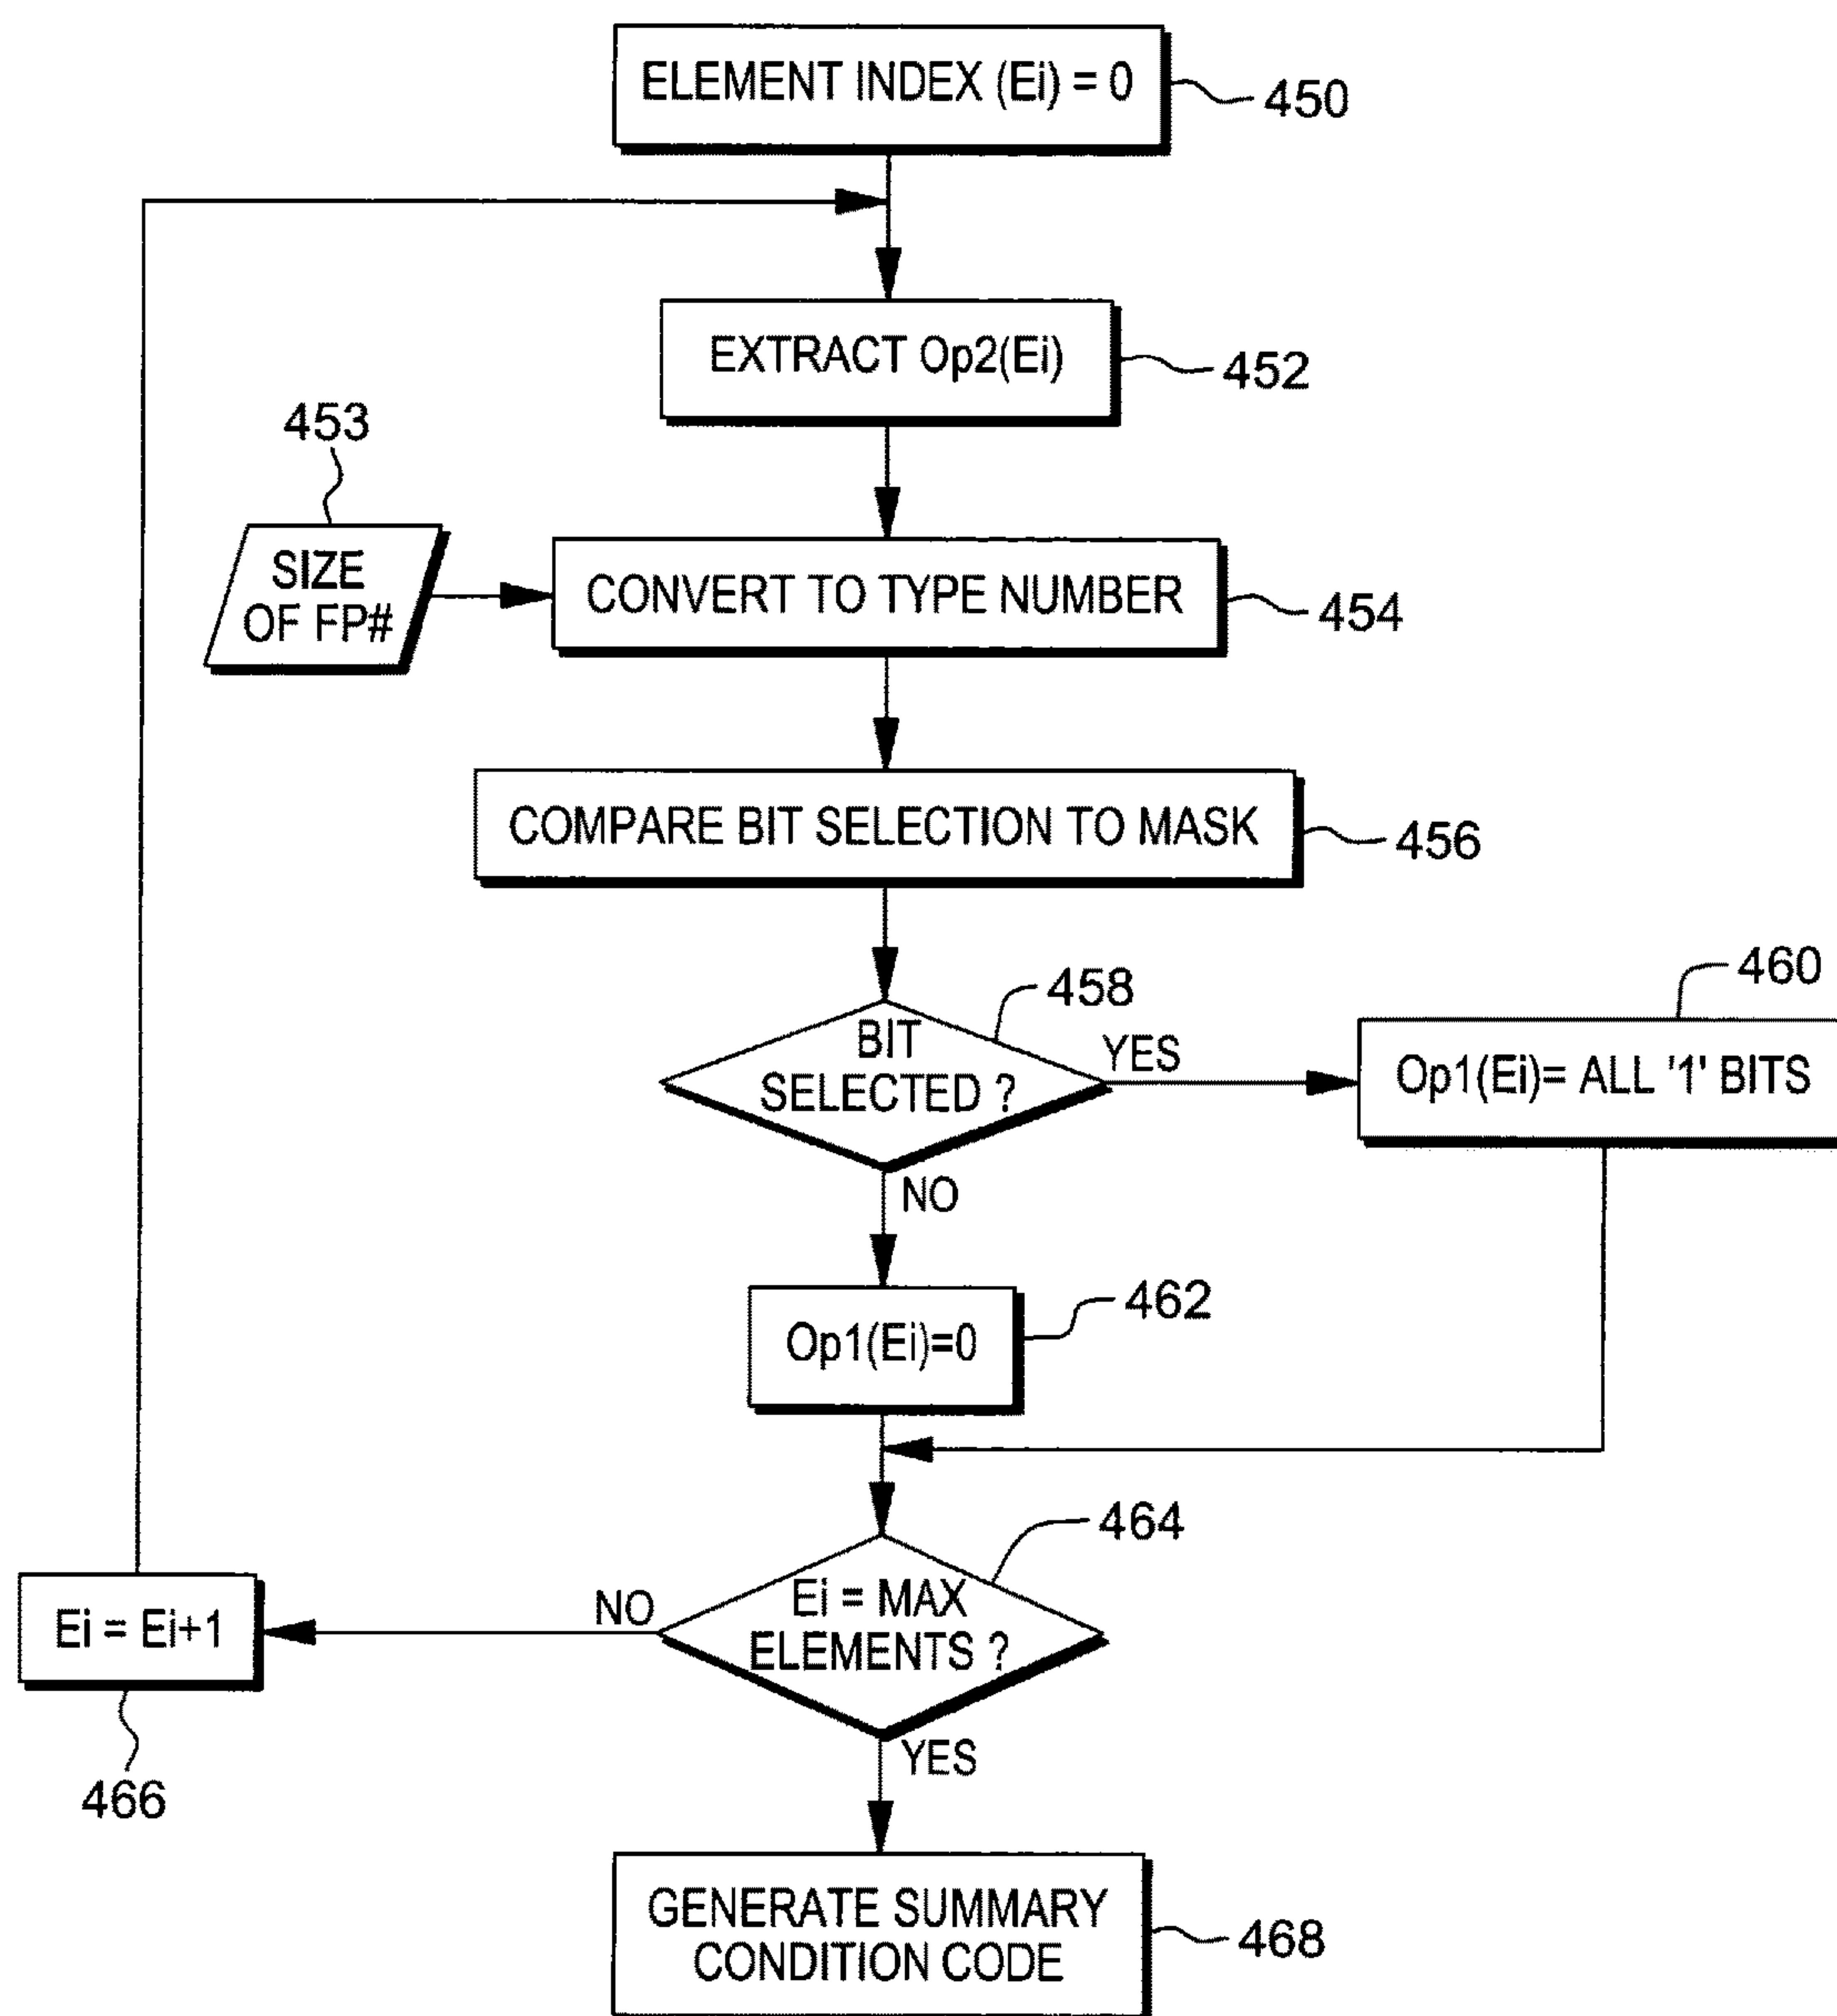 ELEMENT INDEX (Ei) = 0
450
EXTRACT Op2(Ei)
452
453
SIZE
OF FP#
CONVERT TO TYPE NUMBER
454
COMPARE BIT SELECTION TO MASK
456
458
460
BIT
SELECTED ?
YES
Op1(Ei)= ALL '1' BITS
NO
462
Op1(Ei)=0
464
Ei = MAX
ELEMENTS ?
NO
Ei = Ei+1
YES
466
GENERATE SUMMARY
CONDITION CODE
468